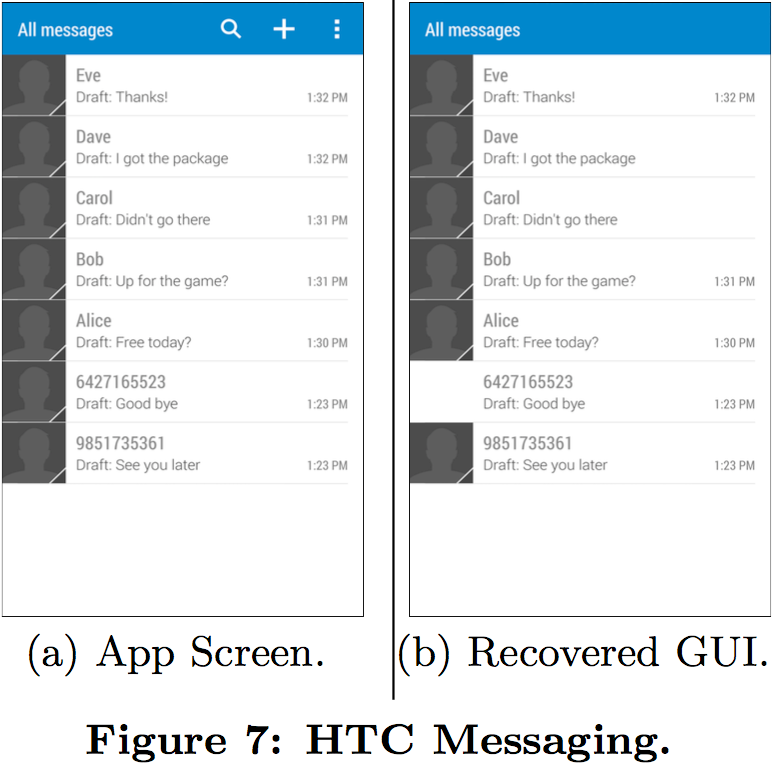 All messages
Eve
Draft: Thanks! 1:32 PM
Dave
Draft: I got the package 1:32 PM
Carol
Draft: Didn't go there 1:31 PM
Bob
Draft: Up for the game? 1:31 PM
Alice
Draft: Free today? 1:30 PM
6427165523
Draft: Good bye 1:23 PM
9851735361
Draft: See you later 1:23 PM
(a) App Screen.
All messages
Eve
Draft: Thanks! 1:32 PM
Dave
Draft: I got the package
Carol
Draft: Didn't go there
Bob
Draft: Up for the game? 1:31 PM
Alice
Draft: Free today? 1:30 PM
6427165523
Draft: Good bye 1:23 PM
9851735361
Draft: See you later 1:23 PM
(b) Recovered GUI.
Figure 7: HTC Messaging.